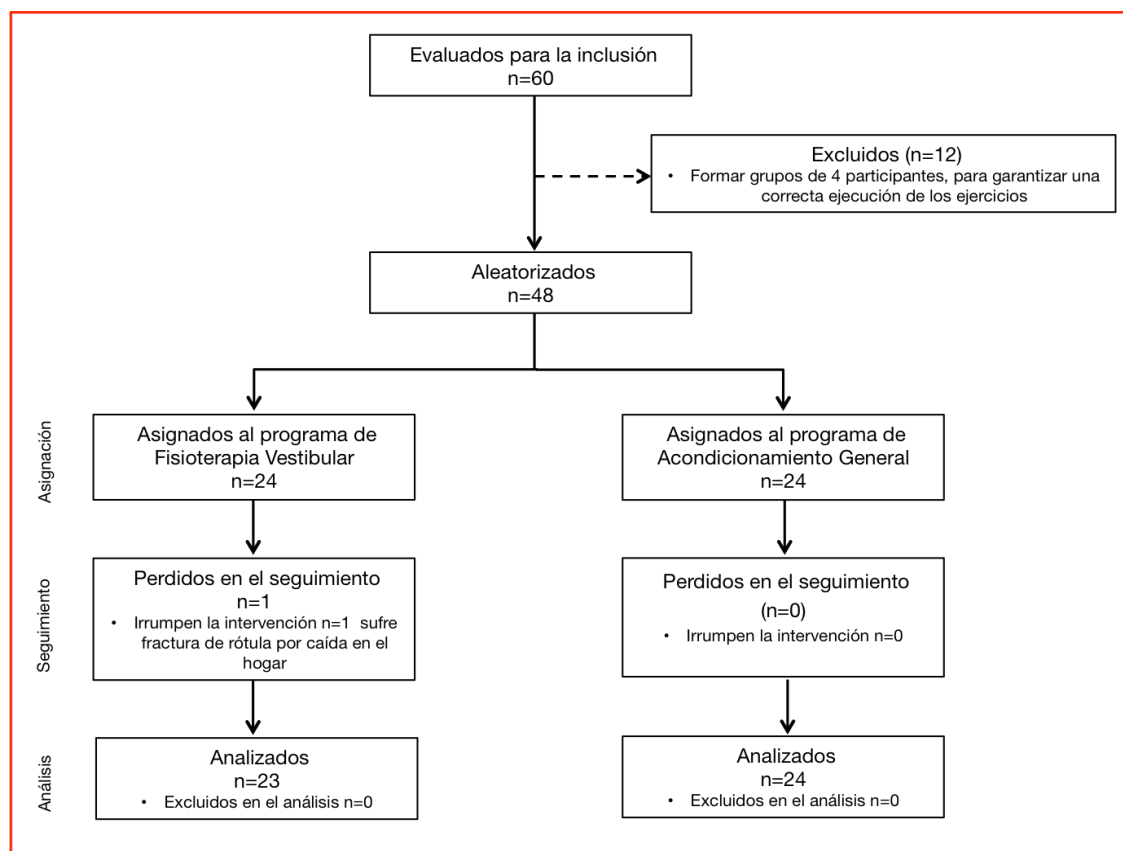 Evaluados para la inclusión
n=60
Excluidos (n=12)
• Formar grupos de 4 participantes, para garantizar una
correcta ejecución de los ejercicios
Aleatorizados
n=48
Asignación
Asignados al programa de
Fisioterapia Vestibular
n=24
Asignados al programa de
Acondicionamiento General
n=24
Seguimiento
Perdidos en el seguimiento
n=1
• Irrumpen la intervención n=1 sufre
fractura de rótula por caída en el
hogar
Perdidos en el seguimiento
(n=0)
• Irrumpen la intervención n=0
Análisis
Analizados
n=23
• Excluidos en el análisis n=0
Analizados
n=24
• Excluidos en el análisis n=0